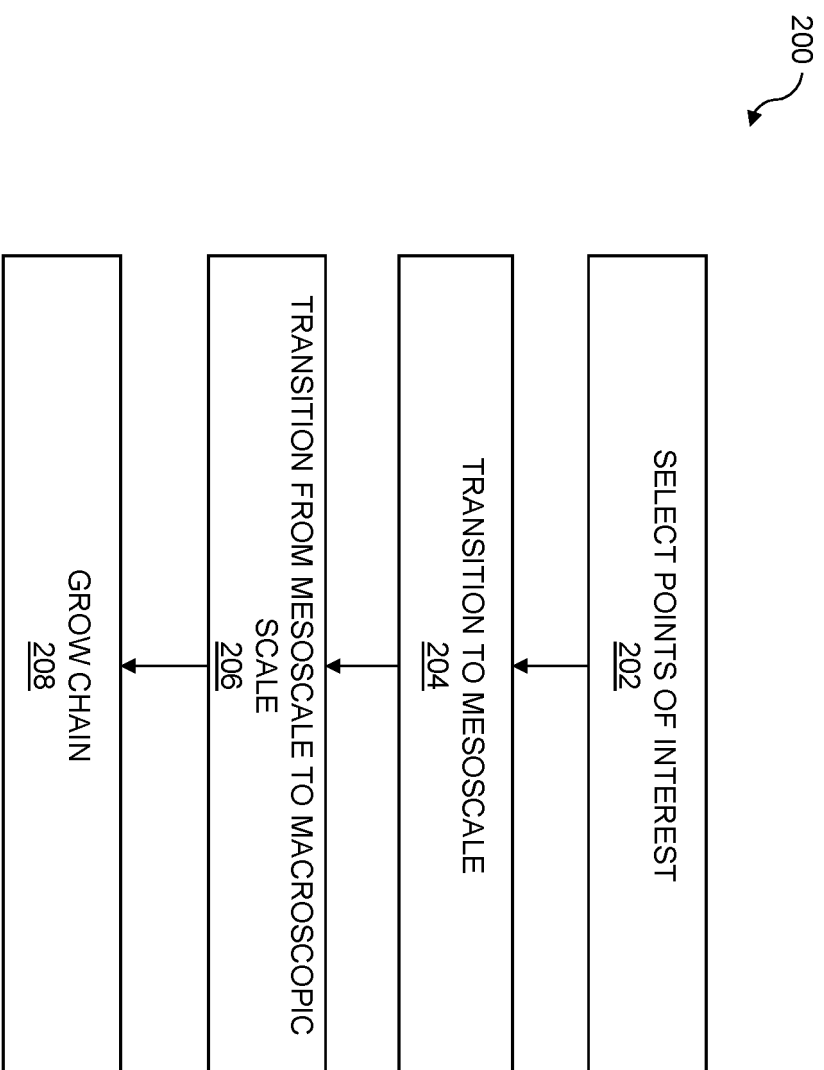 200
SELECT POINTS OF INTEREST
202
TRANSITION TO MESOSCALE
204
TRANSITION FROM MESOSCALE TO MACROSCOPIC
SCALE
206
GROW CHAIN
208